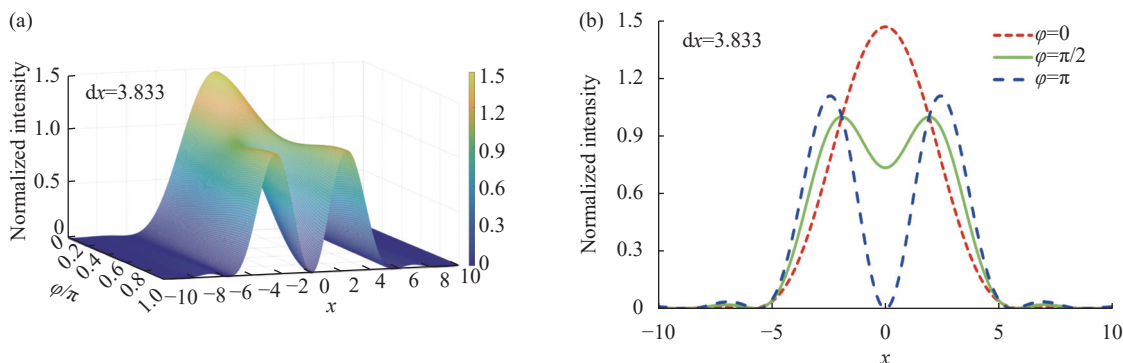 (a)
dx=3.833
Normalized intensity
1.5
1.0
0.5
0
0
0.2
0.4
0.6
0.8
1.0
φ/π
−10 −8 −6 −4 −2 0 2 4 6 8 10
x
1.5
1.2
0.9
0.6
0.3
0
(b)
dx=3.833
φ=0
φ=π/2
φ=π
Normalized intensity
1.5
1.2
0.9
0.6
0.3
0
−10 −5 0 5 10
x